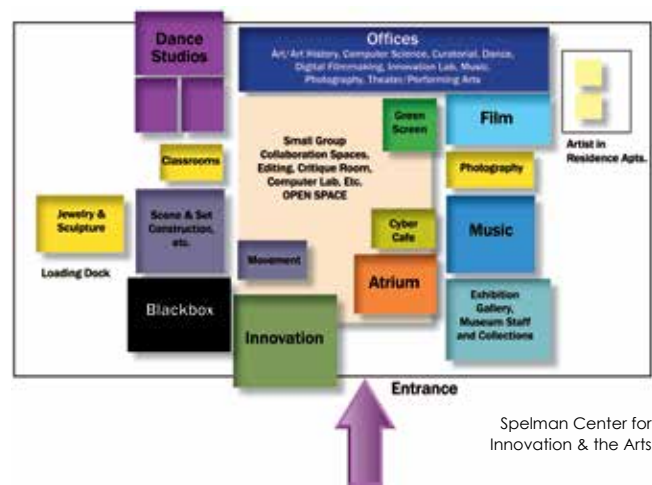 Dance
Studios
Offices
Art/Art History, Computer Science, Curatorial, Dance,
Digital Filmmaking, Innovation Lab, Music,
Photography, Theater/Performing Arts
Green
Screen
Film
Artist in
Residence Apts.
Small Group
Collaboration Spaces,
Editing, Critique Room,
Computer Lab, Etc.
OPEN SPACE
Classrooms
Photography
Jewelry &
Sculpture
Loading Dock
Scene & Set
Construction,
etc.
Cyber
Cafe
Music
Movement
Atrium
Blackbox
Innovation
Exhibition
Gallery,
Museum Staff
and Collections
Entrance
Spelman Center for
Innovation & the Arts